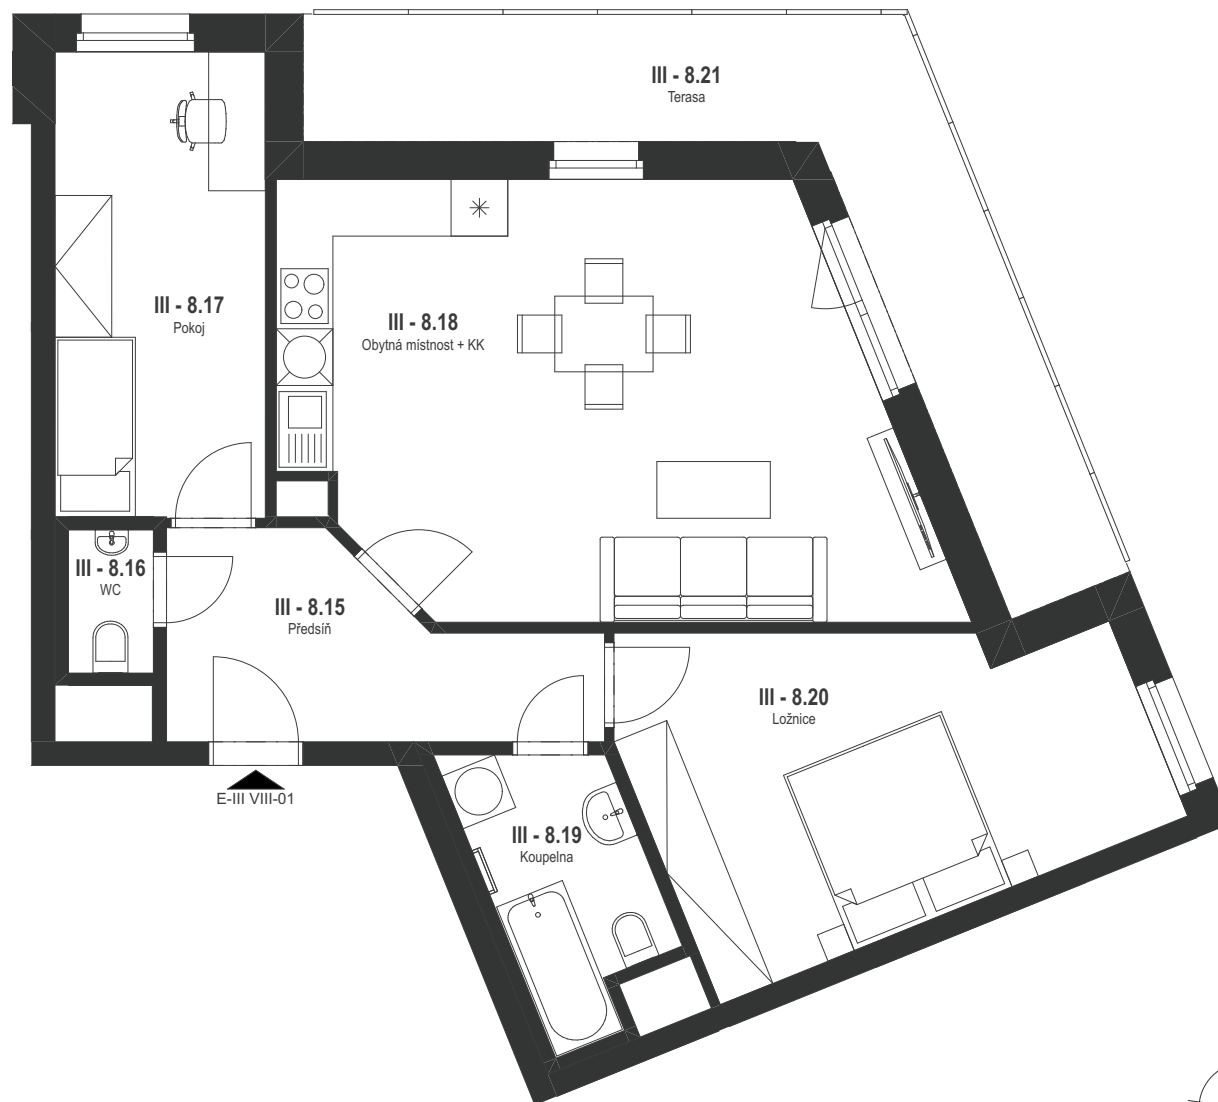 III - 8.21
Terasa
III - 8.17
Pokoj
III - 8.18
Obytná místnost + KK
III - 8.16
WC
III - 8.15
Předsíň
III - 8.20
Ložnice
E-III VIII-01
III - 8.19
Koupelna